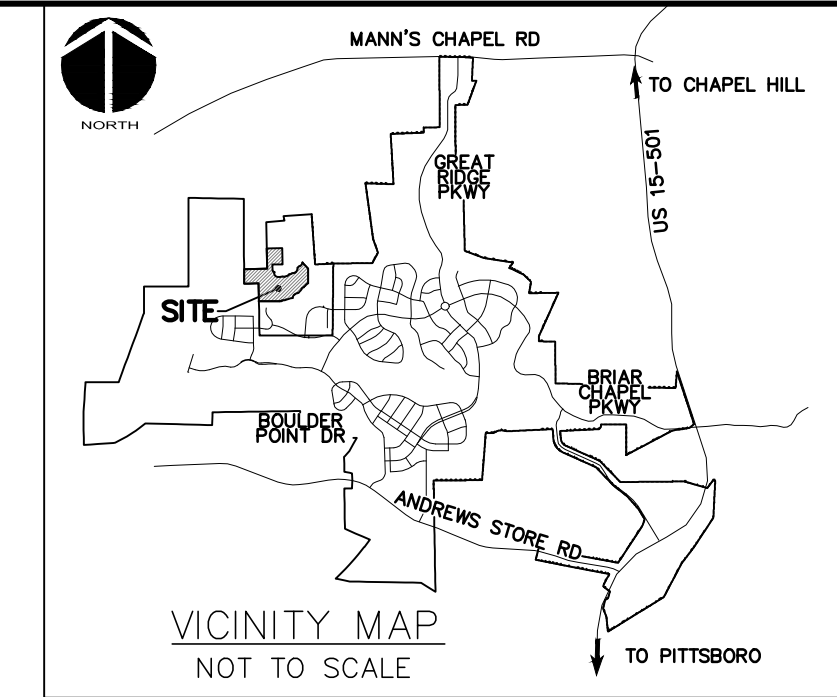 MANN'S CHAPEL RD
TO CHAPEL HILL
NORTH
US 15-501
GREAT
RIDGE
PKWY
SITE
BRIAR
CHAPEL
PKWY
BOULDER
POINT DR
ANDREWS STORE RD
VICINITY MAP
NOT TO SCALE
TO PITTSBORO